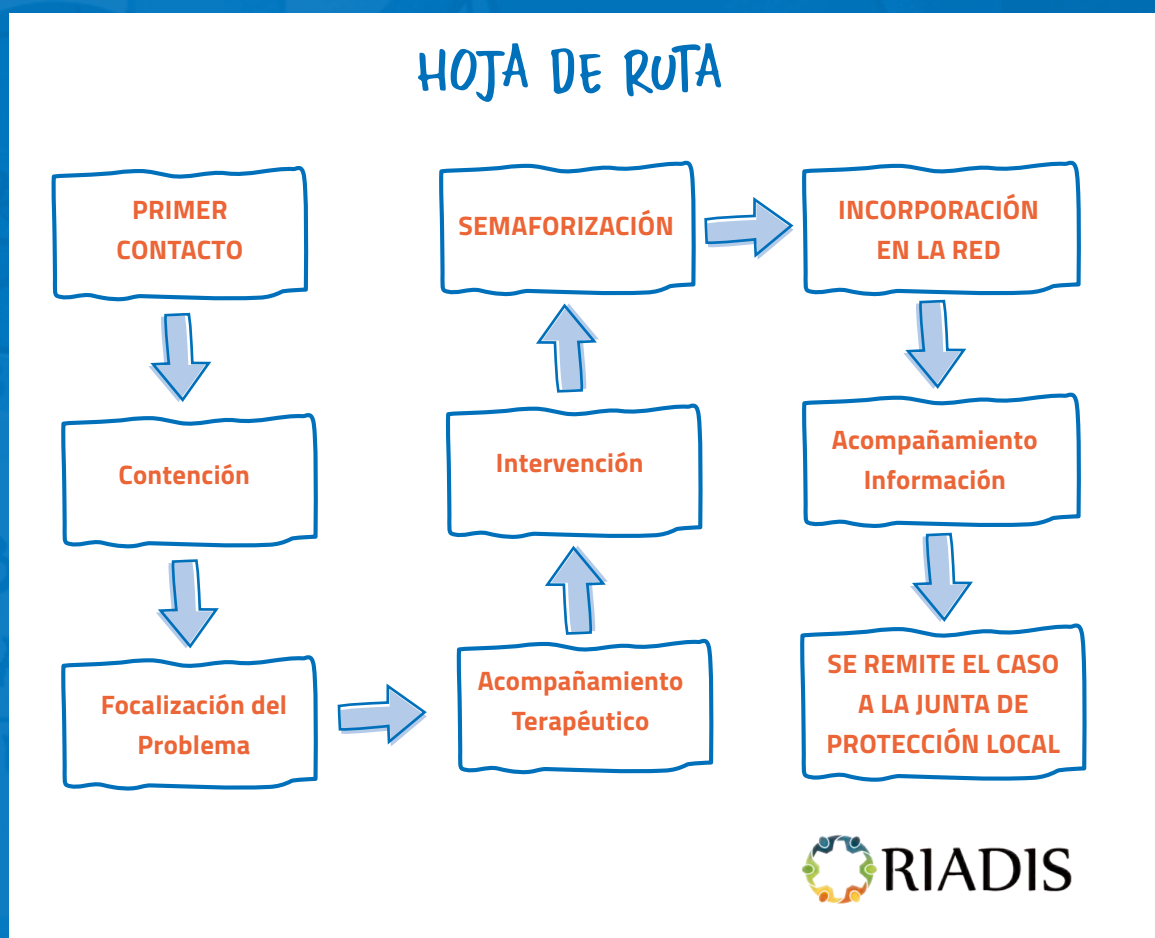 HOJA DE RUTA
PRIMER
CONTACTO
Contención
Focalización del
Problema
Acompañamiento
Terapéutico
Intervención
SEMAFORIZACIÓN
INCORPORACIÓN
EN LA RED
Acompañamiento
Información
SE REMITE EL CASO
A LA JUNTA DE
PROTECCIÓN LOCAL
RIADIS